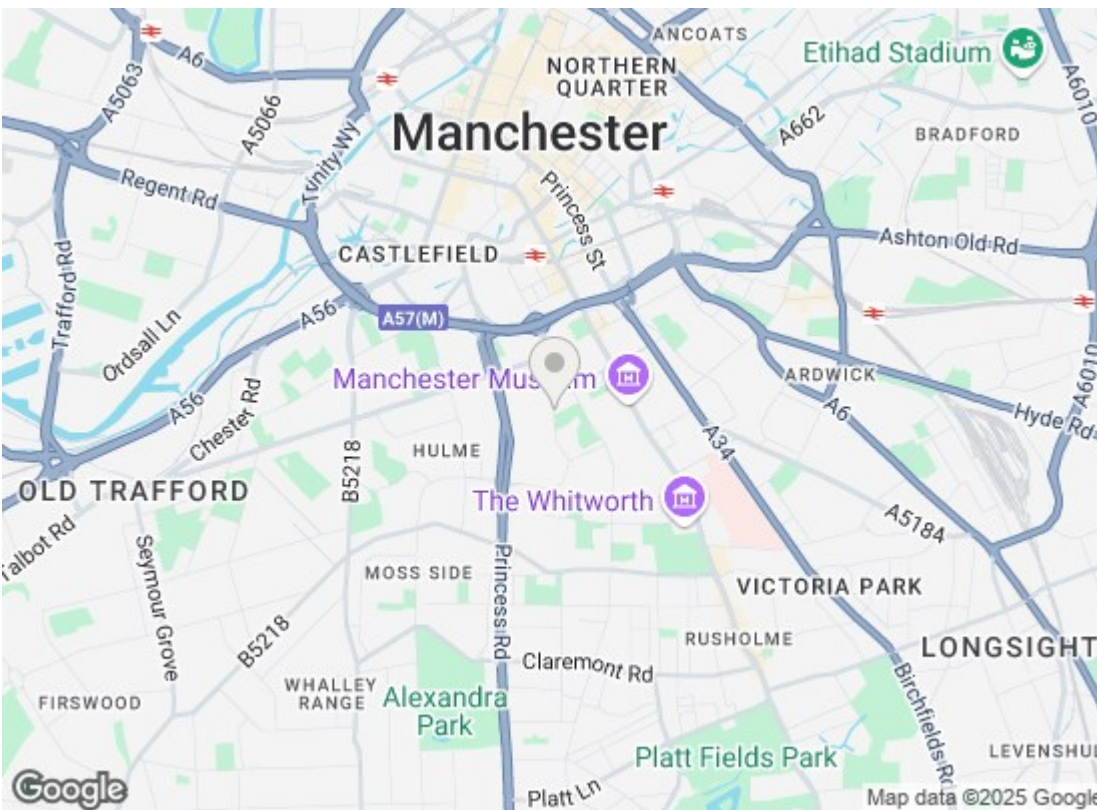 ANCOATS
A6
Etihad Stadium
NORTHERN
QUARTER
A5063
A5066
A6010
Manchester
A662
BRADFORD
Trinity Wy
Regent Rd
Princess St
Ashton Old Rd
CASTLEFIELD
Trafford Rd
Ordsall Ln
A56
A57(M)
Manchester Museum
ARDWICK
A6010
A56
Chester Rd
A6
Hyde Rd
HULME
B5218
A34
OLD TRAFFORD
The Whitworth
A5184
Talbot Rd
Seymour Grove
MOSS SIDE
Princess Rd
VICTORIA PARK
B5218
RUSHOLME
LONGSIGHT
Claremont Rd
FIRSWOOD
WHALLEY
RANGE
Alexandra
Park
Birchfields Rd
Platt Fields Park
LEVENSHUL
Google
Platt Ln
Map data ©2025 Google